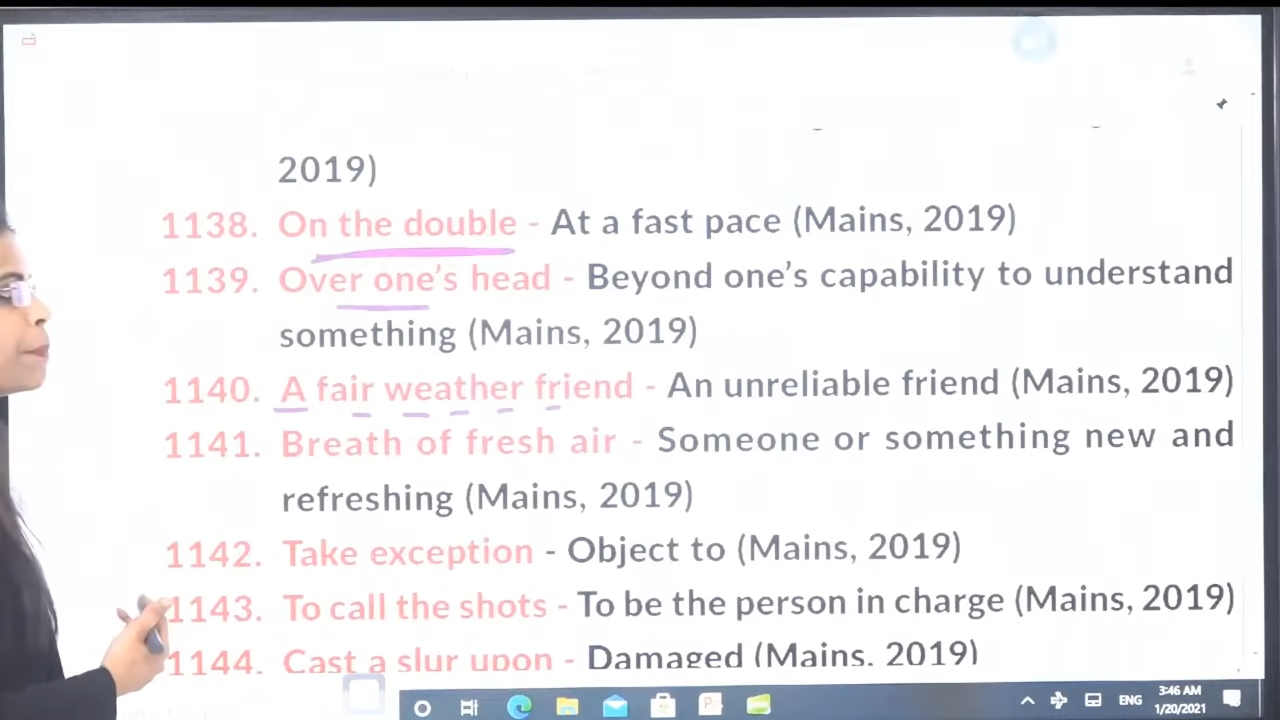 2019)
1138. On the double - At a fast pace (Mains, 2019)
1139. Over one's head - Beyond one's capability to understand
something (Mains, 2019)
1140. A fair weather friend - An unreliable friend (Mains, 2019)
1141. Breath of fresh air - Someone or something new and
refreshing (Mains, 2019)
1142. Take exception - Object to (Mains, 2019)
1143. To call the shots - To be the person in charge (Mains, 2019)
1144. Cast a slur upon - Damaged (Mains. 2019)
ENG
3:46 AM
1/20/2021